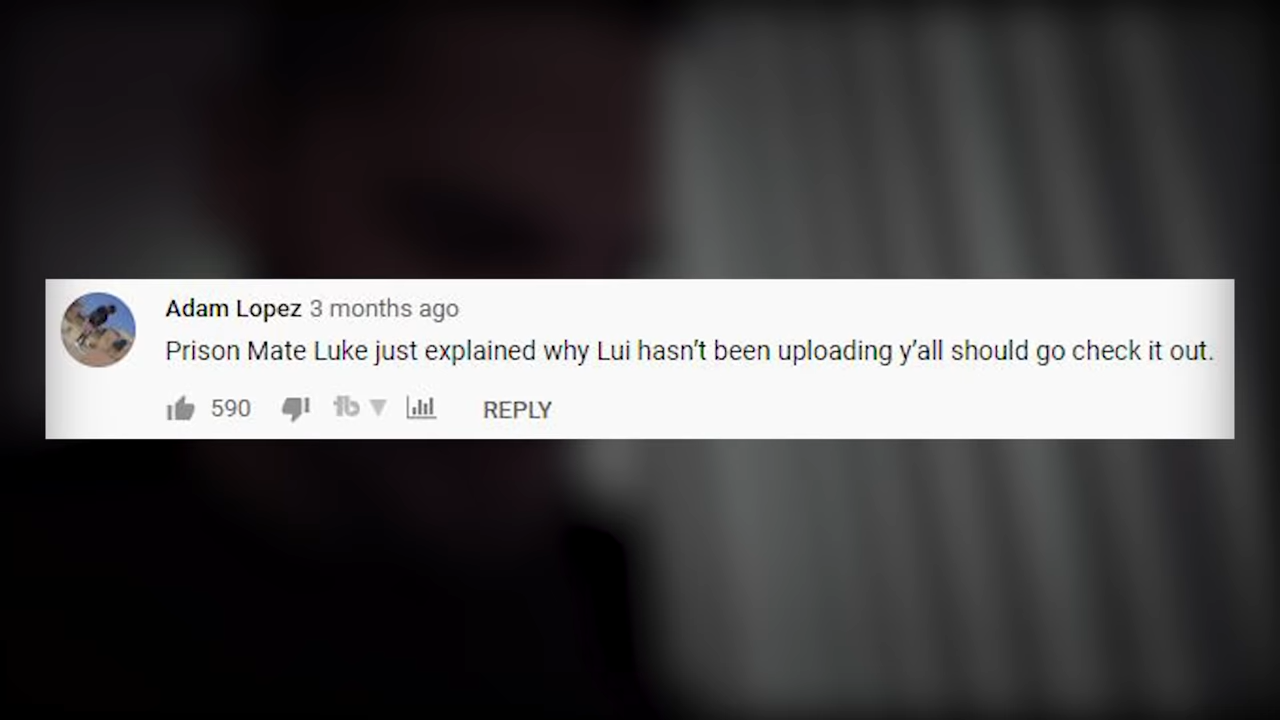 Adam Lopez 3 months ago
Prison Mate Luke just explained why Lui hasn’t been uploading y’all should go check it out.
590 tb REPLY